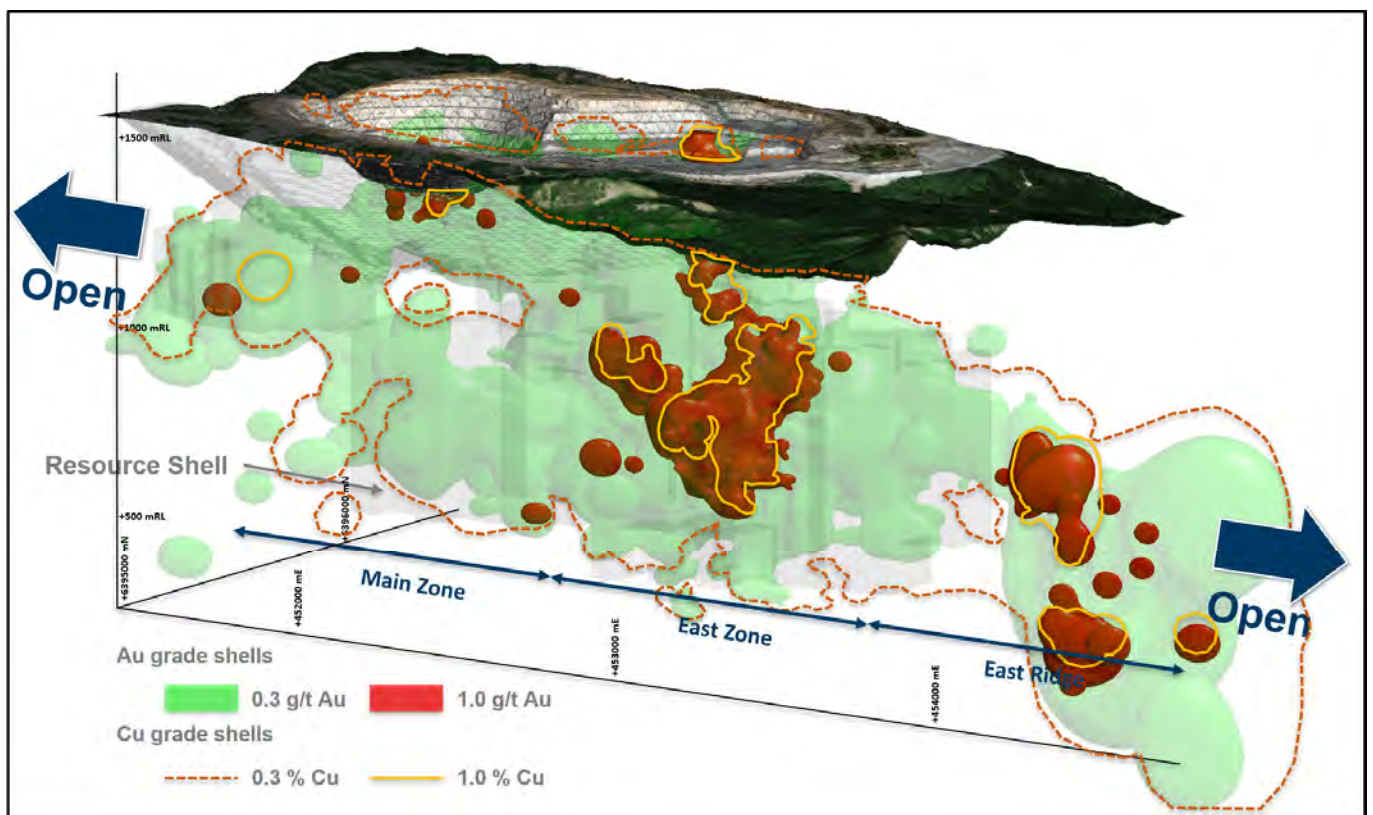 +1500 mRL
Open
+1000 mRL
Resource Shell
+500 mRL
+6396000 mN
+6395000 mN
+452000 mE
+453000 mE
+454000 mE
Main Zone
East Zone
East Ridge
Open
Au grade shells
0.3 g/t Au
1.0 g/t Au
Cu grade shells
0.3 % Cu
1.0 % Cu